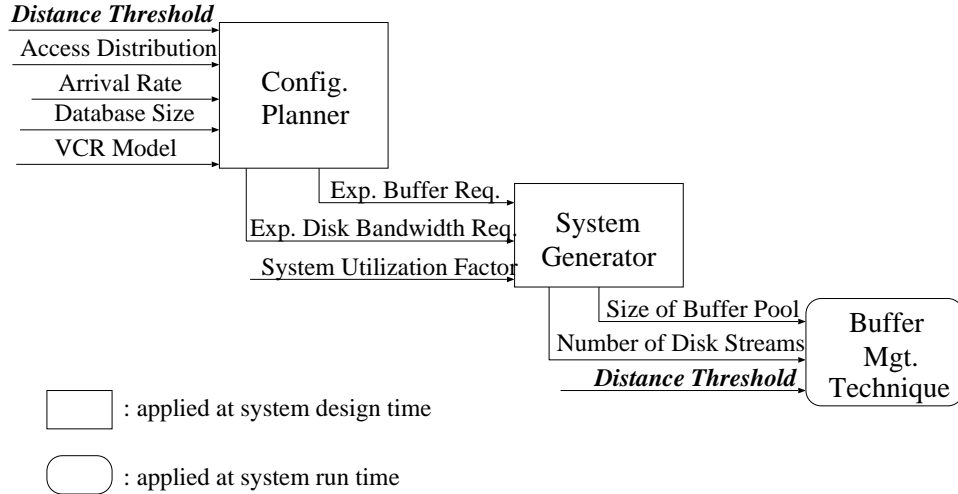 Distance Threshold
Access Distribution
Arrival Rate
Database Size
VCR Model
Config.
Planner
Exp. Buffer Req.
Exp. Disk Bandwidth Req.
System Utilization Factor
System
Generator
Size of Buffer Pool
Number of Disk Streams
Distance Threshold
Buffer
Mgt.
Technique
: applied at system design time
: applied at system run time